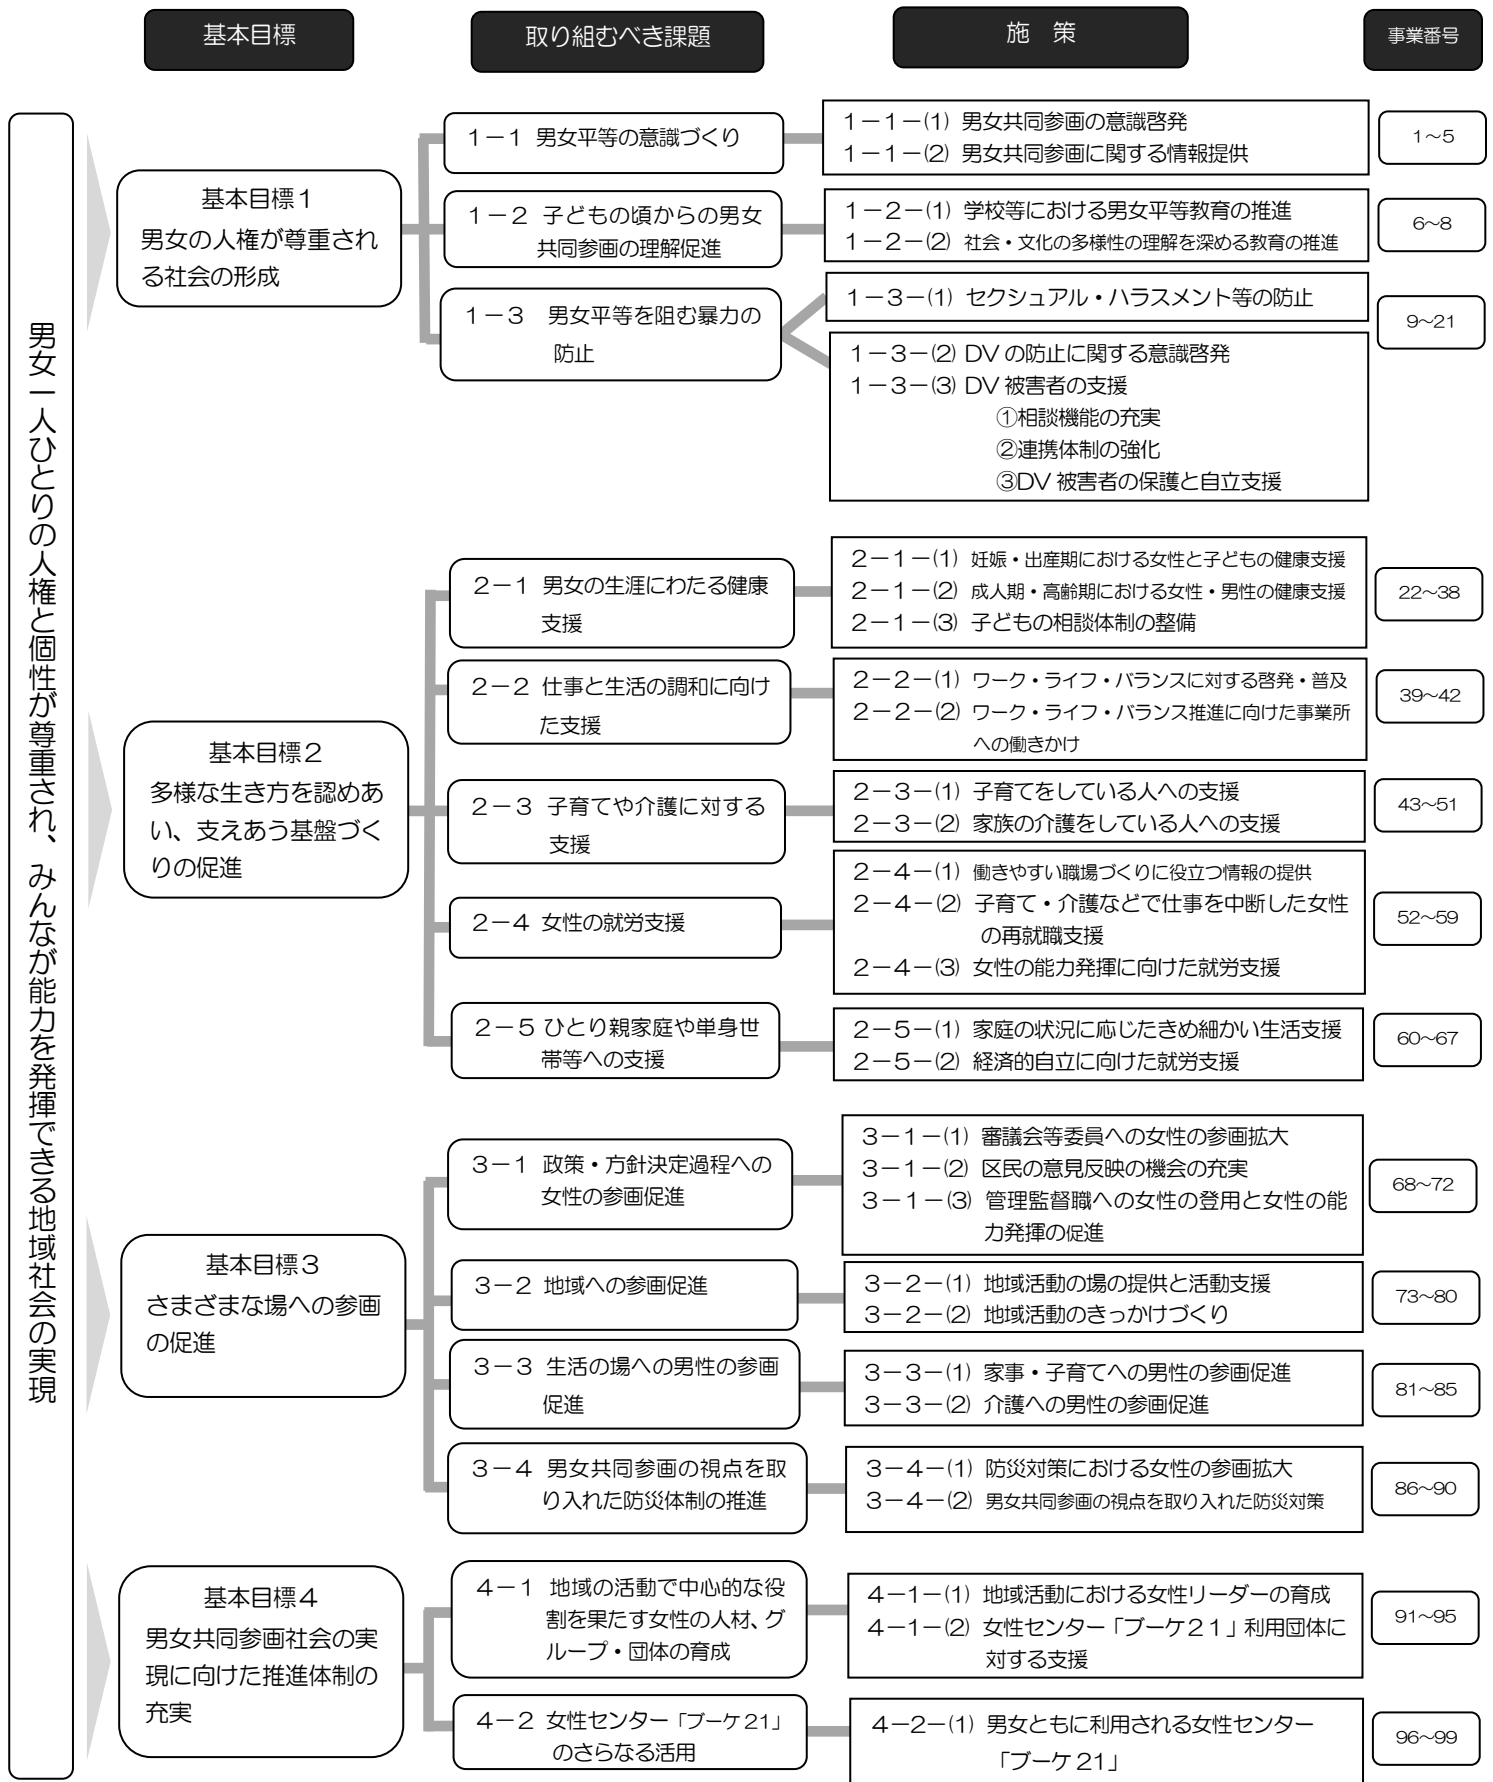 基本目標
取り組むべき課題
施　策
事業番号
男女一人ひとりの人権と個性が尊重され、みんなが能力を発揮できる地域社会の実現
基本目標１
男女の人権が尊重され
る社会の形成
１－１ 男女平等の意識づくり
１－１－(1) 男女共同参画の意識啓発
１－１－(2) 男女共同参画に関する情報提供
1～5
１－２ 子どもの頃からの男女
共同参画の理解促進
１－２－(1) 学校等における男女平等教育の推進
１－２－(2) 社会・文化の多様性の理解を深める教育の推進
6～8
１－３　男女平等を阻む暴力の
防止
１－３－(1) セクシュアル・ハラスメント等の防止
１－３－(2) DV の防止に関する意識啓発
１－３－(3) DV 被害者の支援
①相談機能の充実
②連携体制の強化
③DV 被害者の保護と自立支援
9～21
基本目標２
多様な生き方を認めあ
い、支えあう基盤づく
りの促進
２－１ 男女の生涯にわたる健康
支援
２－１－(1) 妊娠・出産期における女性と子どもの健康支援
２－１－(2) 成人期・高齢期における女性・男性の健康支援
２－１－(3) 子どもの相談体制の整備
22～38
２－２ 仕事と生活の調和に向け
た支援
２－２－(1) ワーク・ライフ・バランスに対する啓発・普及
２－２－(2) ワーク・ライフ・バランス推進に向けた事業所
への働きかけ
39～42
２－３ 子育てや介護に対する
支援
２－３－(1) 子育てをしている人への支援
２－３－(2) 家族の介護をしている人への支援
43～51
２－４ 女性の就労支援
２－４－(1) 働きやすい職場づくりに役立つ情報の提供
２－４－(2) 子育て・介護などで仕事を中断した女性
の再就職支援
２－４－(3) 女性の能力発揮に向けた就労支援
52～59
２－５ ひとり親家庭や単身世
帯等への支援
２－５－(1) 家庭の状況に応じたきめ細かい生活支援
２－５－(2) 経済的自立に向けた就労支援
60～67
基本目標３
さまざまな場への参画
の促進
３－１ 政策・方針決定過程への
女性の参画促進
３－１－(1) 審議会等委員への女性の参画拡大
３－１－(2) 区民の意見反映の機会の充実
３－１－(3) 管理監督職への女性の登用と女性の能
力発揮の促進
68～72
３－２ 地域への参画促進
３－２－(1) 地域活動の場の提供と活動支援
３－２－(2) 地域活動のきっかけづくり
73～80
３－３ 生活の場への男性の参画
促進
３－３－(1) 家事・子育てへの男性の参画促進
３－３－(2) 介護への男性の参画促進
81～85
３－４ 男女共同参画の視点を取
り入れた防災体制の推進
３－４－(1) 防災対策における女性の参画拡大
３－４－(2) 男女共同参画の視点を取り入れた防災対策
86～90
基本目標４
男女共同参画社会の実
現に向けた推進体制の
充実
４－１ 地域の活動で中心的な役
割を果たす女性の人材、グ
ループ・団体の育成
４－１－(1) 地域活動における女性リーダーの育成
４－１－(2) 女性センター「ブーケ２１」利用団体に
対する支援
91～95
４－２ 女性センター「ブーケ 21」
のさらなる活用
４－２－(1) 男女ともに利用される女性センター
「ブーケ 21」
96～99